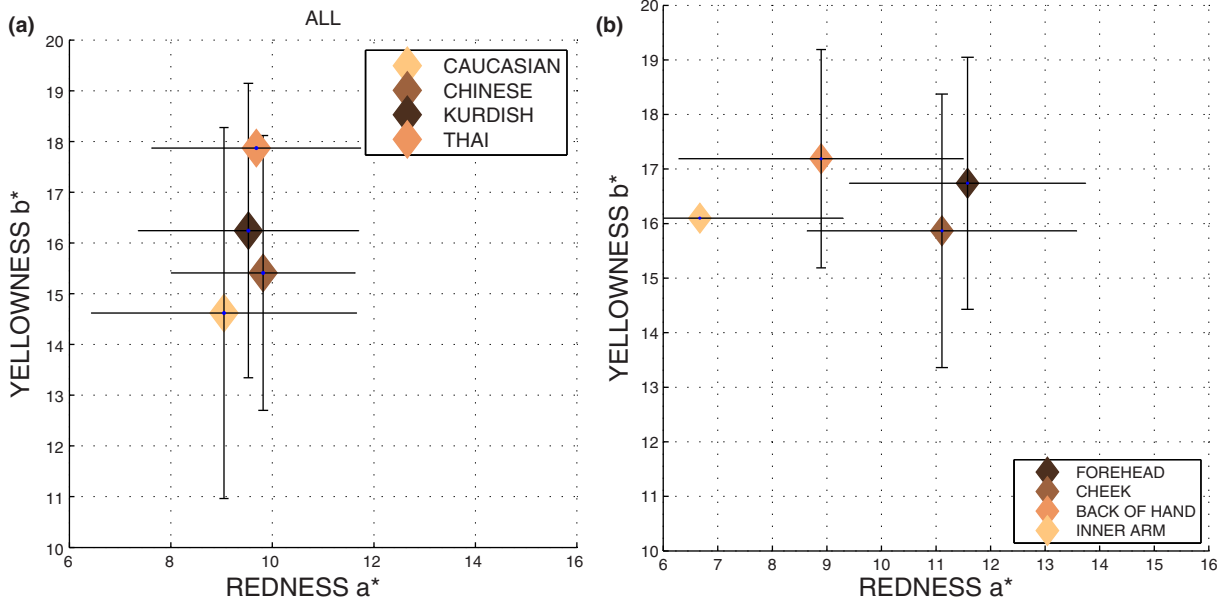 (a)
ALL
CAUCASIAN
CHINESE
KURDISH
THAI
20
19
18
17
16
15
14
13
12
11
10
YELLOWNESS b*
6
8
10
12
14
16
REDNESS a*
(b)
20
19
18
17
16
15
14
13
12
11
10
YELLOWNESS b*
FOREHEAD
CHEEK
BACK OF HAND
INNER ARM
6
7
8
9
10
11
12
13
14
15
16
REDNESS a*